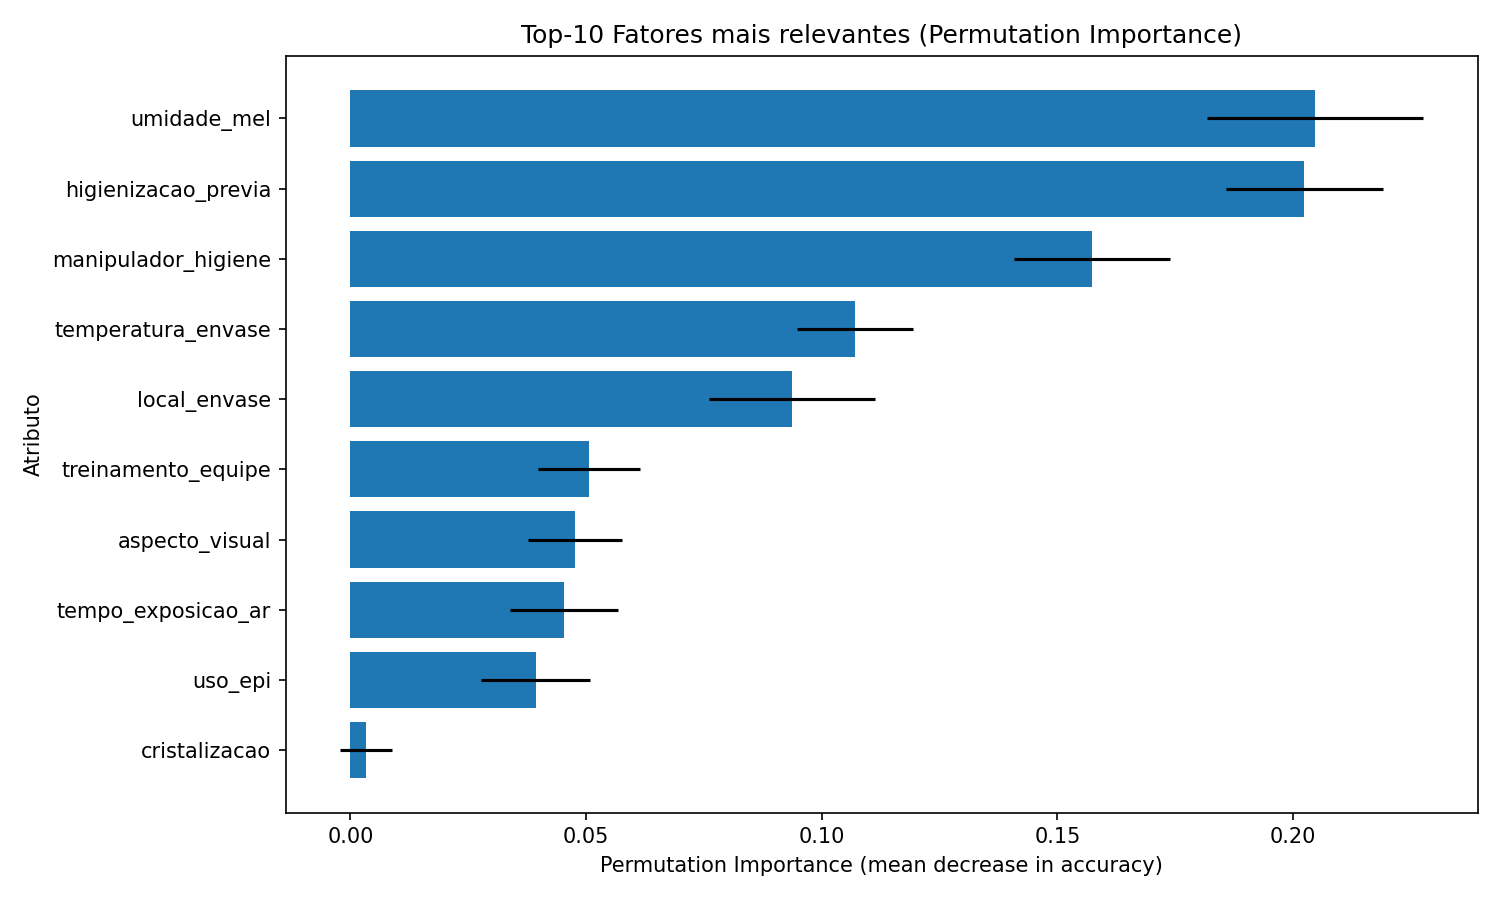 Top-10 Fatores mais relevantes (Permutation Importance)
Atributo
umidade_mel
higienizacao_previa
manipulador_higiene
temperatura_envase
local_envase
treinamento_equipe
aspecto_visual
tempo_exposicao_ar
uso_epi
cristalizacao
0.00 0.05 0.10 0.15 0.20
Permutation Importance (mean decrease in accuracy)